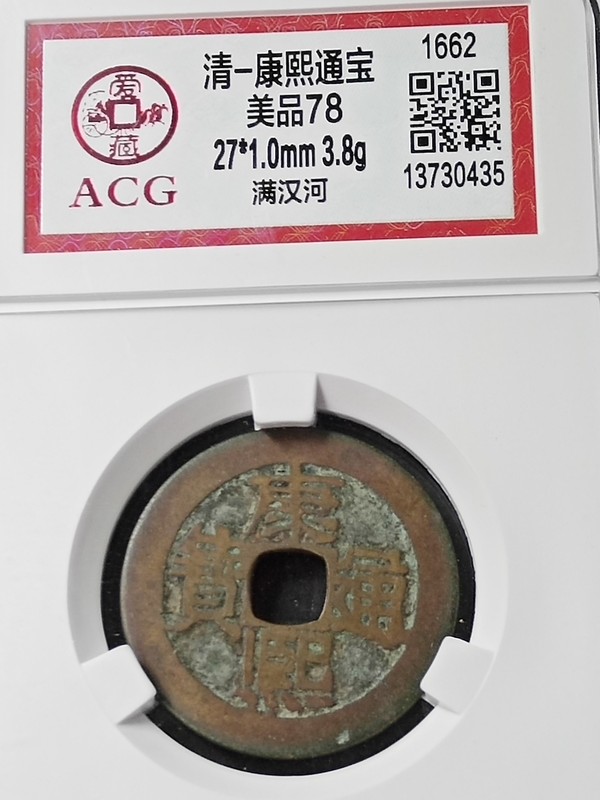 爱
藏
ACG
清-康熙通宝
美品78
27*1.0mm 3.8g
满汉河
1662
13730435
康熙通寶